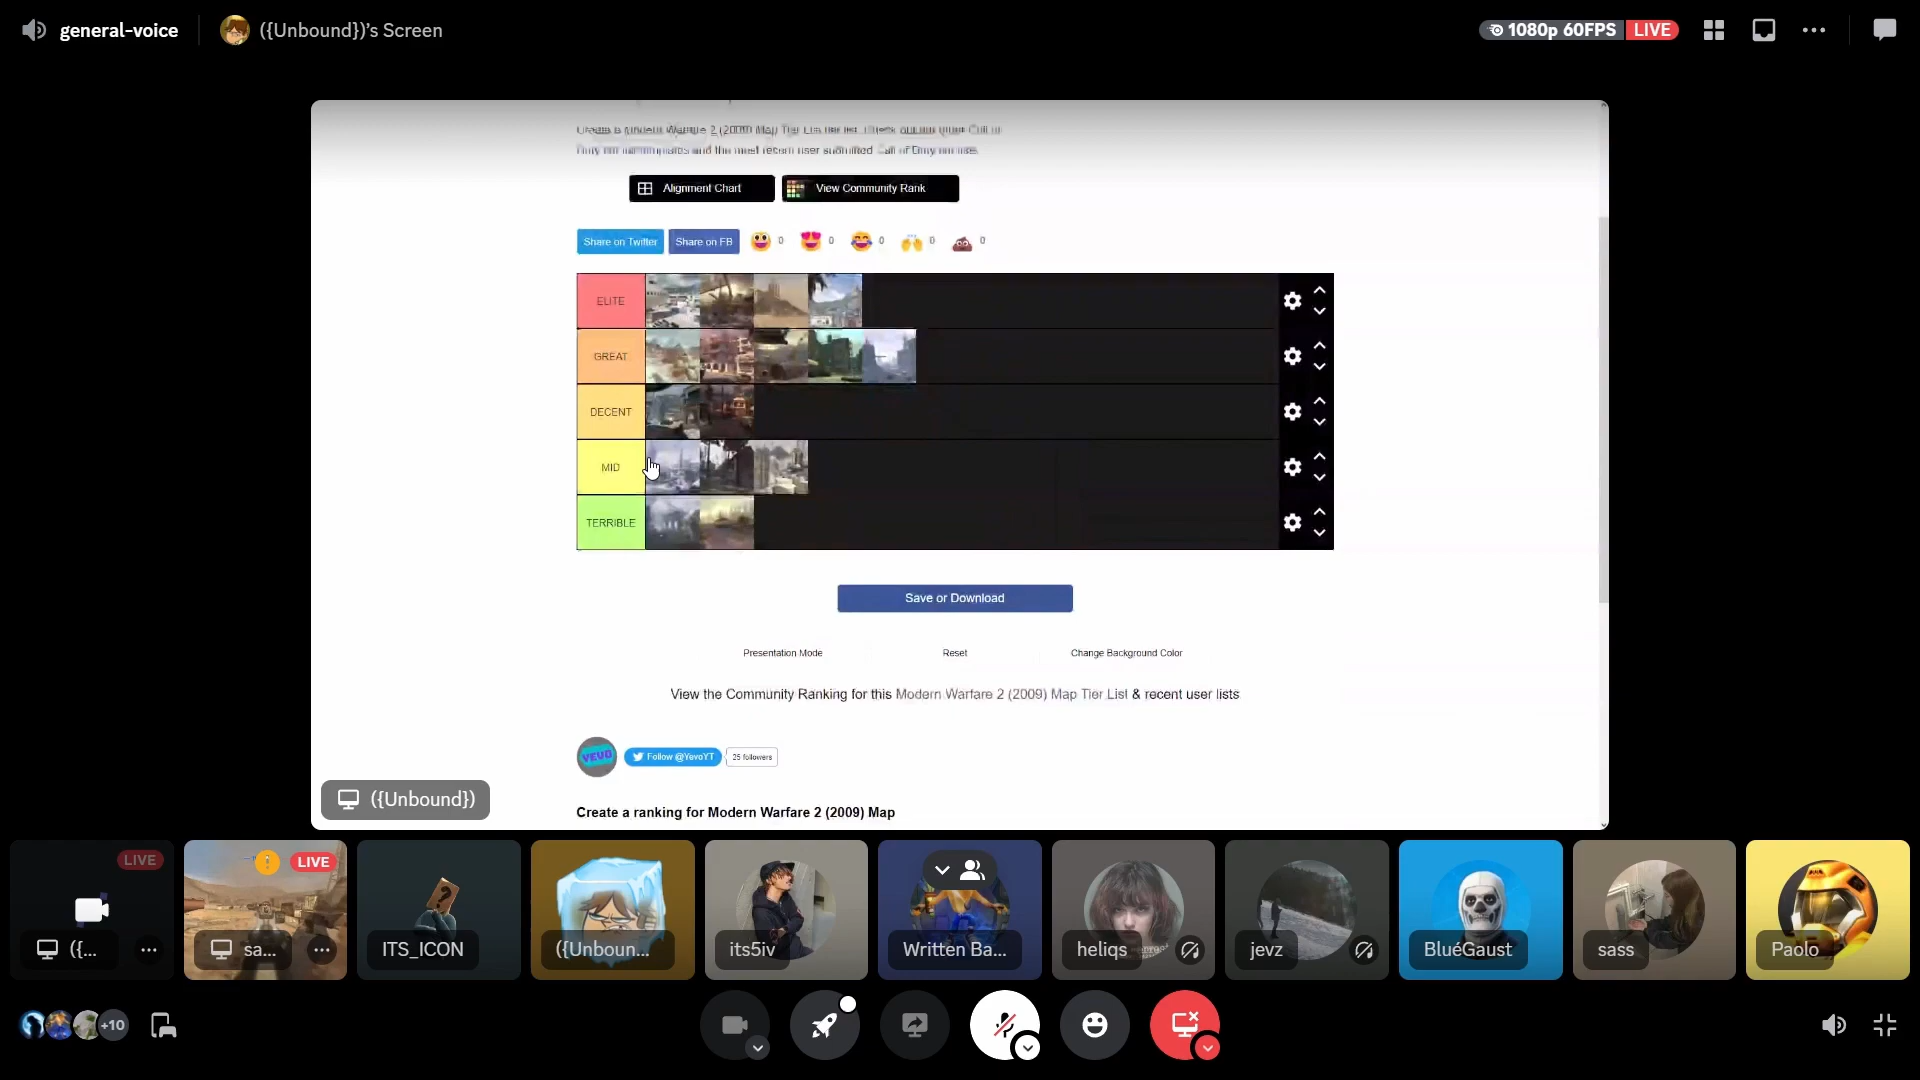 general-voice
({Unbound})'s Screen
1080p 60FPS
LIVE
Alignment Chart
View Community Rank
Share on Twitter
Share on FB
0
0
0
0
0
ELITE
GREAT
DECENT
MID
TERRIBLE
Save or Download
Presentation Mode
Reset
Change Background Color
View the Community Ranking for this Modern Warfare 2 (2009) Map Tier List & recent user lists
YEVO
Follow @YevoYT
25 followers
Create a ranking for Modern Warfare 2 (2009) Map
({Unbound})
LIVE
LIVE
({...
sa...
ITS_ICON
({Unboun...
its5iv
Written Ba...
heliqs
jevz
BluéGaust
sass
Paolo
+10